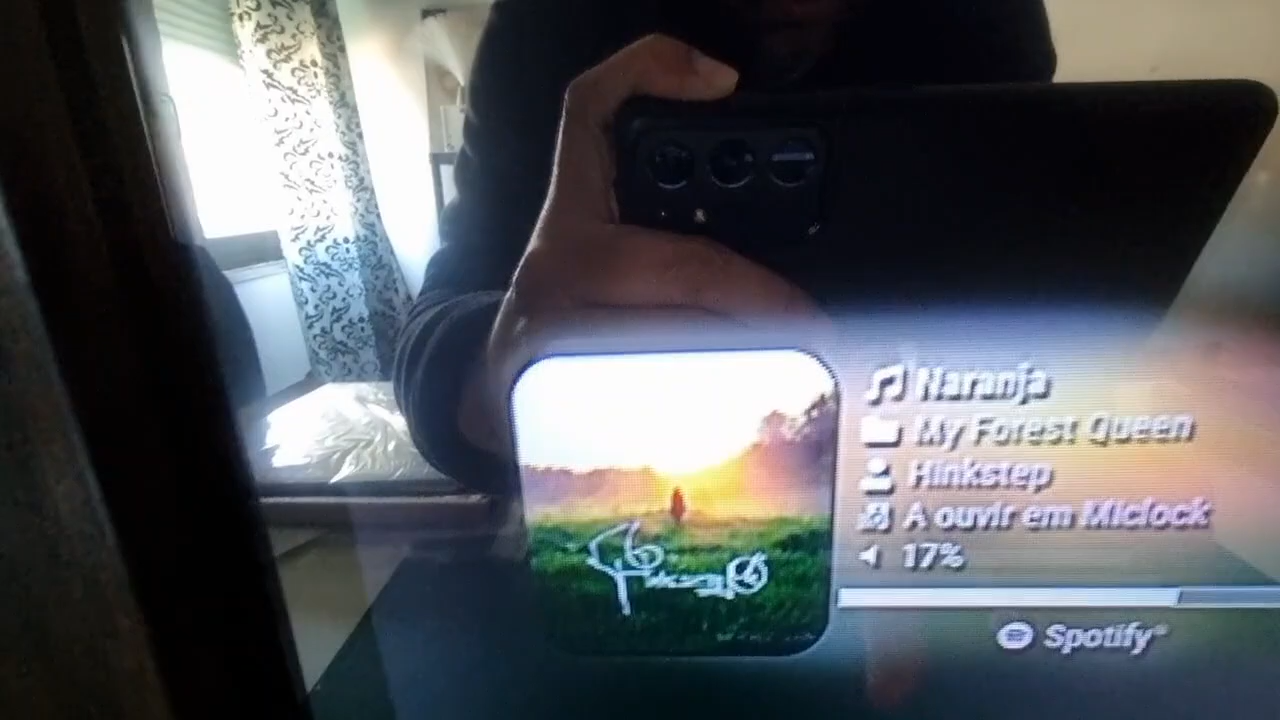 Naranja
My Forest Queen
Hinkstep
A ouvir em Miclock
17%
Spotify®